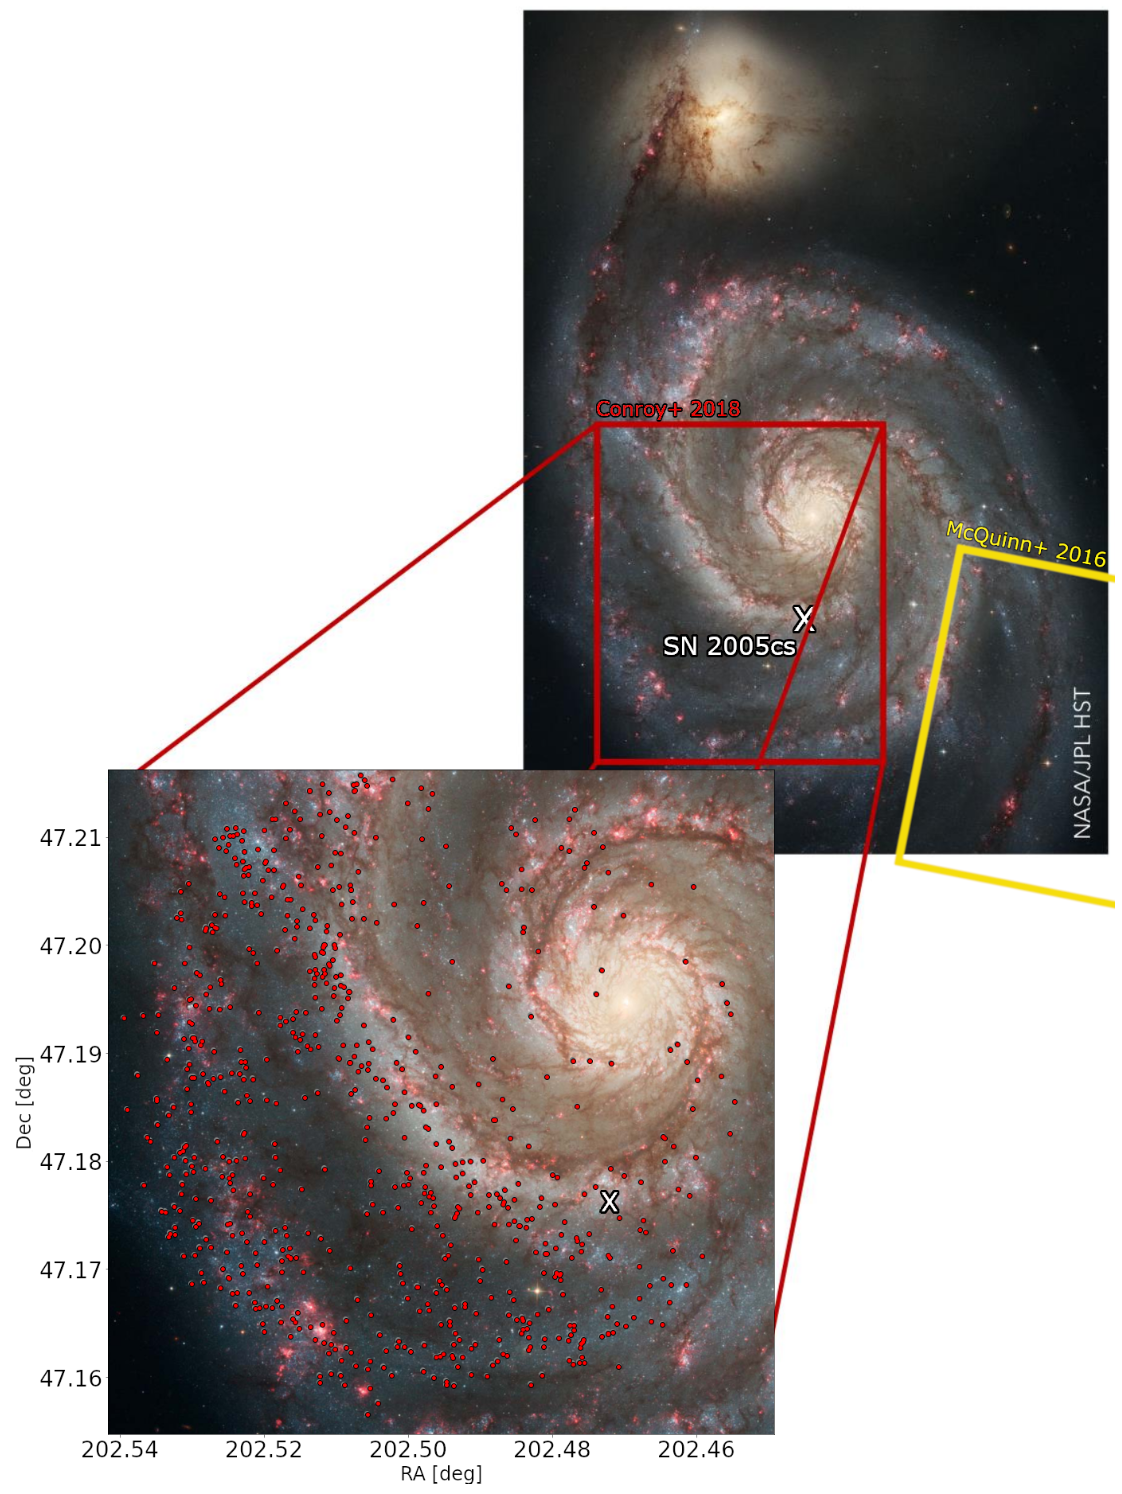 Conroy+ 2018
McQuinn+ 2016
X
SN 2005cs
NASA/JPL HST
47.21
47.20
47.19
47.18
47.17
47.16
Dec [deg]
X
202.54 202.52 202.50 202.48 202.46
RA [deg]